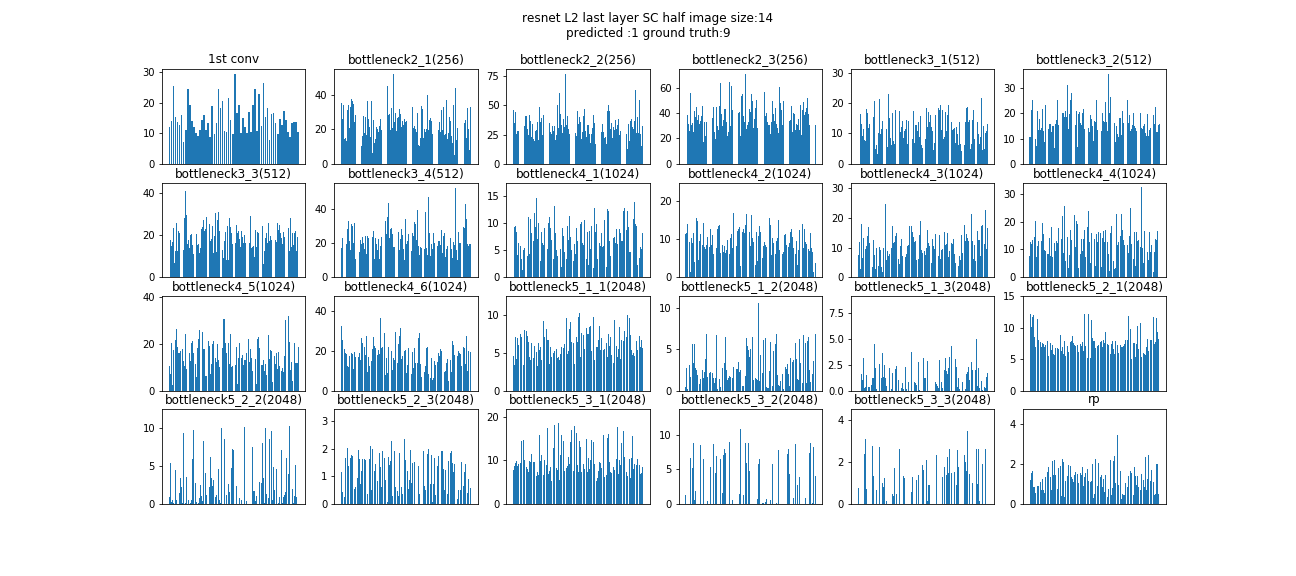 resnet L2 last layer SC half image size:14
predicted :1 ground truth:9
1st conv bottleneck2_1(256) bottleneck2_2(256) bottleneck2_3(256) bottleneck3_1(512) bottleneck3_2(512)
30 20 10 0
40 20 0
75 50 25 0
60 40 20 0
30 20 10 0
30 20 10 0
bottleneck3_3(512) bottleneck3_4(512) bottleneck4_1(1024) bottleneck4_2(1024) bottleneck4_3(1024) bottleneck4_4(1024)
40 20 0
40 20 0
15 10 5 0
20 10 0
30 20 10 0
30 20 10 0
bottleneck4_5(1024) bottleneck4_6(1024) bottleneck5_1_1(2048) bottleneck5_1_2(2048) bottleneck5_1_3(2048) bottleneck5_2_1(2048)
40 20 0
40 20 0
10 5 0
10 5 0
7.5 5.0 2.5 0.0
15 10 5 0
bottleneck5_2_2(2048) bottleneck5_2_3(2048) bottleneck5_3_1(2048) bottleneck5_3_2(2048) bottleneck5_3_3(2048) rp
10 5 0
3 2 1 0
20 10 0
10 5 0
4 2 0
4 2 0